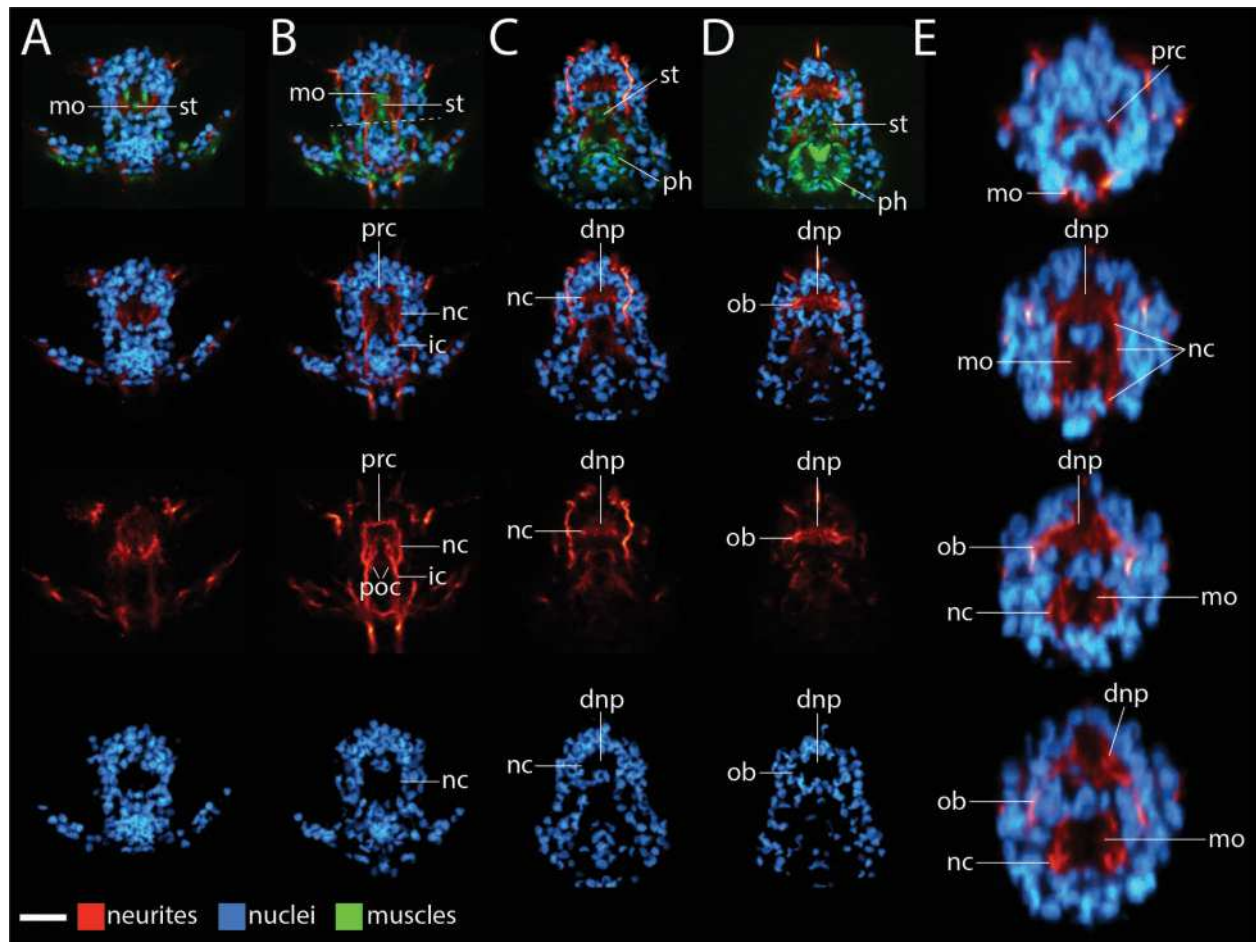 A B C D E
mo st
mo st
st
ph
st
ph
prc
mo
prc
nc
ic
dnp
nc
dnp
ob
dnp
mo
nc
prc
nc
ic
poc
dnp
nc
dnp
ob
dnp
ob
nc
mo
nc
dnp
nc
dnp
ob
dnp
ob
mo
nc
neurites nuclei muscles